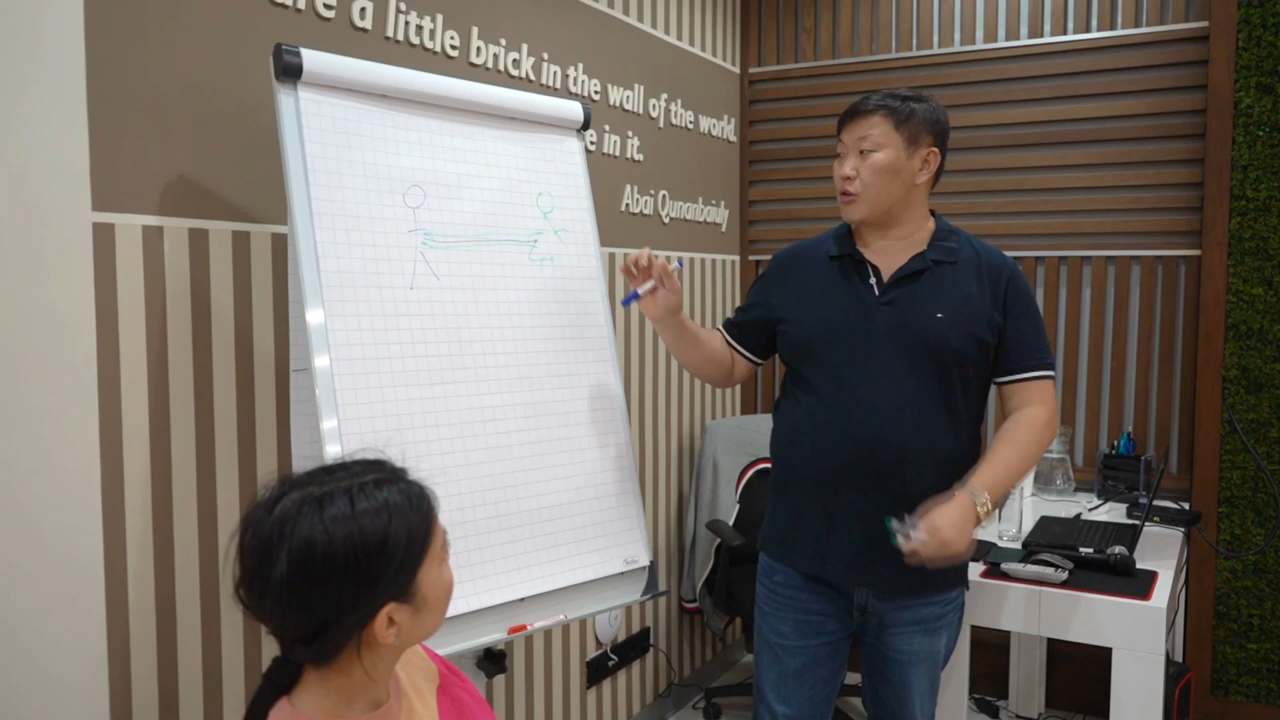 are a little brick in the wall of the world.
in it.
Abai Qunanbaiuly